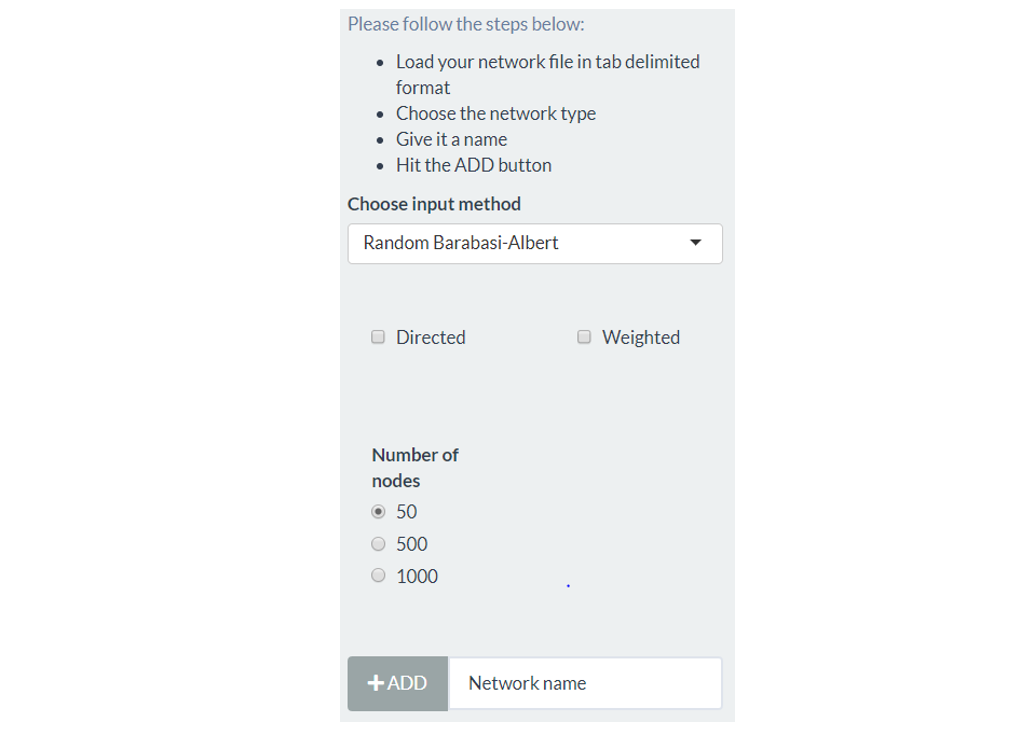 Please follow the steps below:
Load your network file in tab delimited
format
Choose the network type
Give it a name
Hit the ADD button
Choose input method
Random Barabasi-Albert
Directed
Weighted
Number of
nodes
50
500
1000
+ ADD
Network name